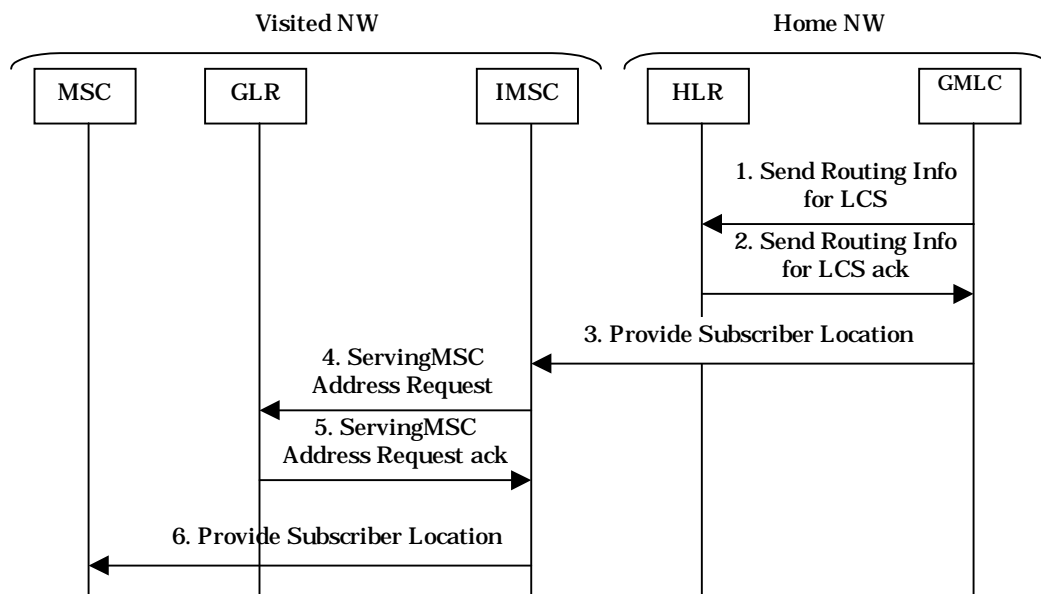 Visited NW
Home NW
MSC
GLR
IMSC
HLR
GMLC
1. Send Routing Info
for LCS
2. Send Routing Info
for LCS ack
3. Provide Subscriber Location
4. ServingMSC
Address Request
5. ServingMSC
Address Request ack
6. Provide Subscriber Location